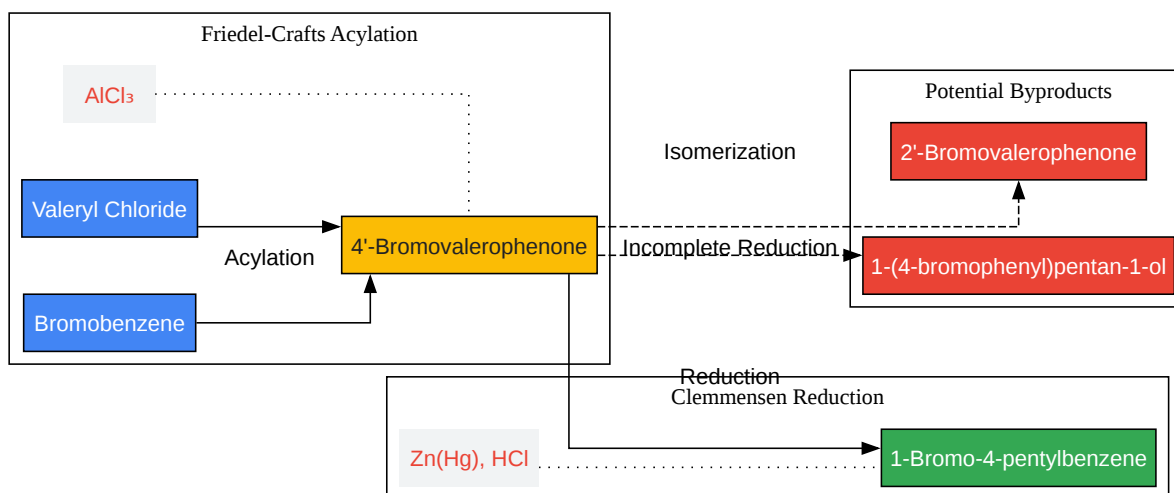 Friedel-Crafts Acylation
AlCl₃
Potential Byproducts
Isomerization
2'-Bromovalerophenone
Valeryl Chloride
Acylation
4'-Bromovalerophenone
Incomplete Reduction
1-(4-bromophenyl)pentan-1-ol
Bromobenzene
Reduction
Clemmensen Reduction
Zn(Hg), HCl
1-Bromo-4-pentylbenzene